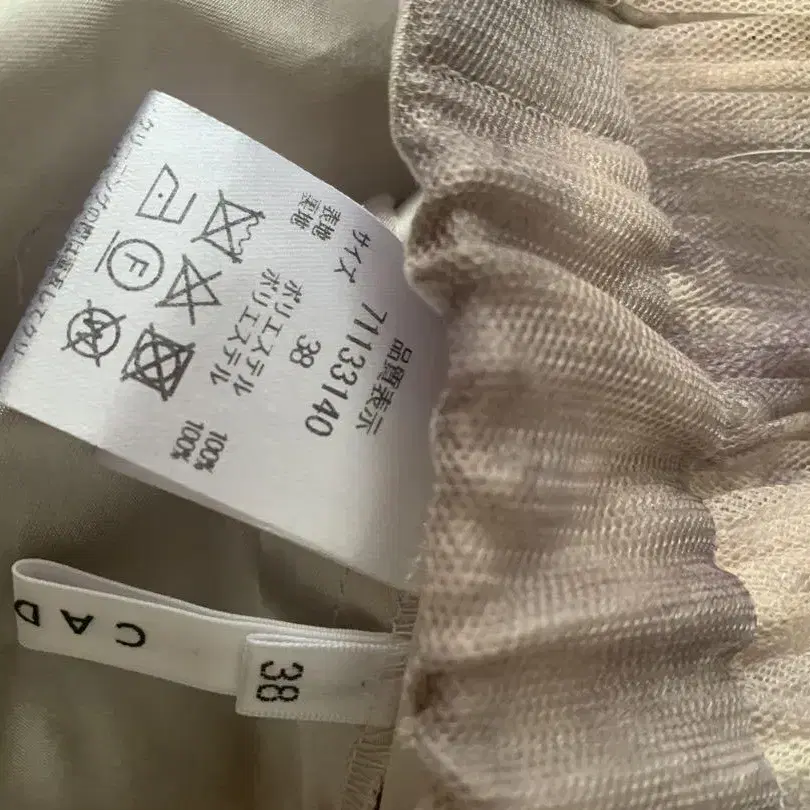 品質表示
71133140
サイズ 38
表地 ポリエステル 100%
裏地 ポリエステル 100%
F
W
CAD
38